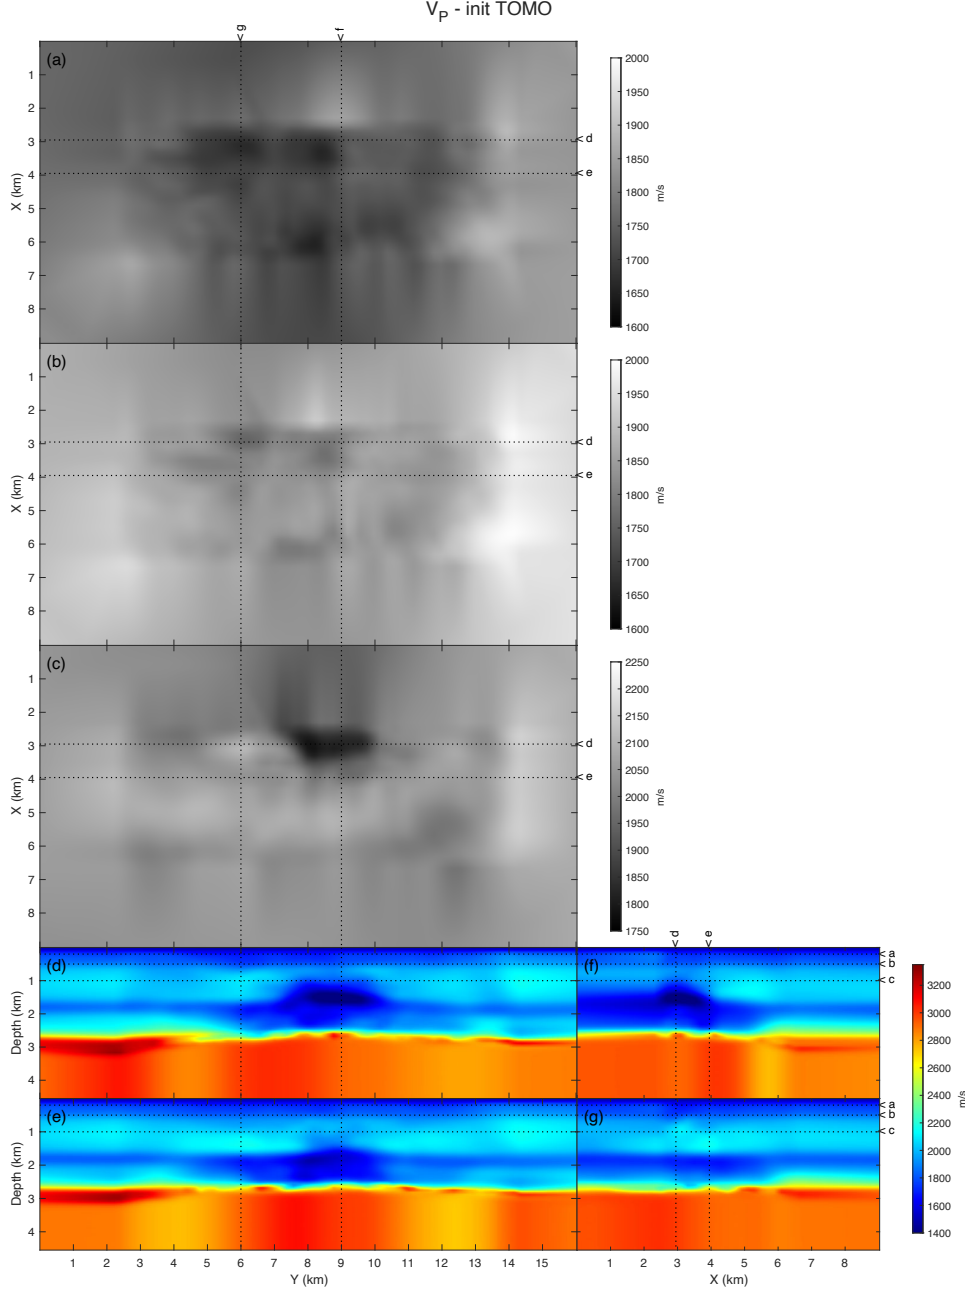 V_P - init TOMO
< g
< f
(a)
1
2
3
4
5
6
7
8
X (km)
< d
< e
2000
1950
1900
1850
1800
1750
1700
1650
1600
m/s
(b)
1
2
3
4
5
6
7
8
X (km)
< d
< e
2000
1950
1900
1850
1800
1750
1700
1650
1600
m/s
(c)
1
2
3
4
5
6
7
8
X (km)
< d
< e
2250
2200
2150
2100
2050
2000
1950
1900
1850
1800
1750
m/s
< d
< e
(d)
1
2
3
4
Depth (km)
(f)
< a
< b
< c
(e)
1
2
3
4
Depth (km)
(g)
< a
< b
< c
3200
3000
2800
2600
2400
2200
2000
1800
1600
1400
m/s
1 2 3 4 5 6 7 8 9 10 11 12 13 14 15
Y (km)
1 2 3 4 5 6 7 8
X (km)